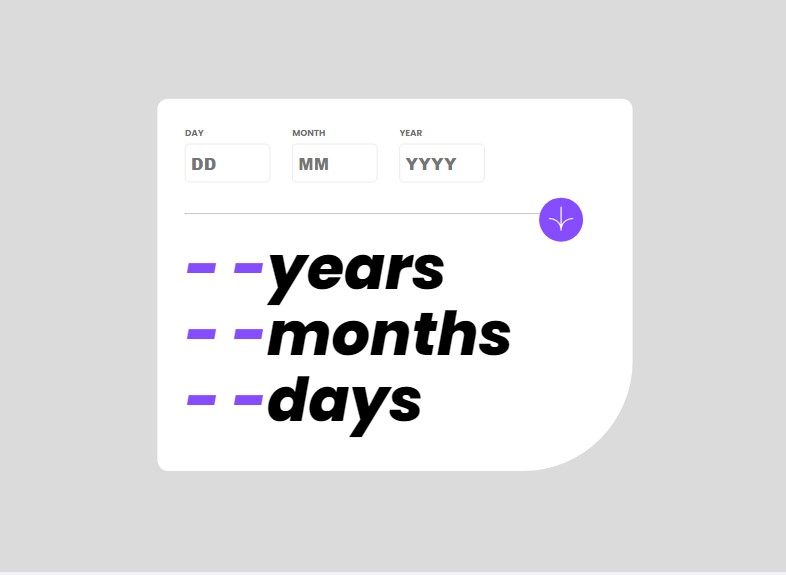 DAY MONTH YEAR
DD MM YYYY
- -years
- -months
- -days